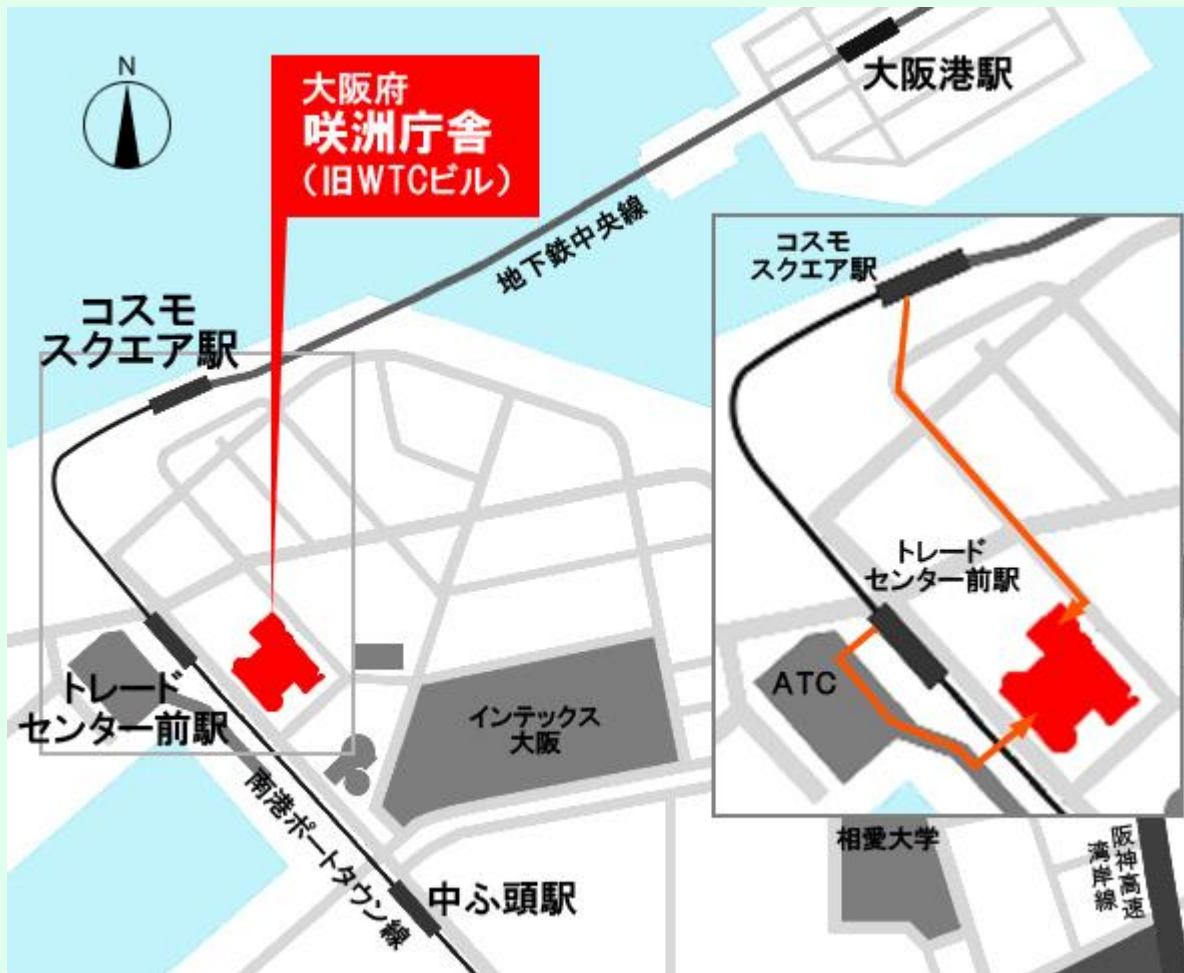 N
大阪府
咲洲庁舎
（旧WTCビル）
大阪港駅
地下鉄中央線
コスモ
スクエア駅
トレード
センター前駅
インテックス
大阪
南港ポートタウン線
中ふ頭駅
コスモ
スクエア駅
トレード
センター前駅
ATC
相愛大学
阪神高速
湾岸線